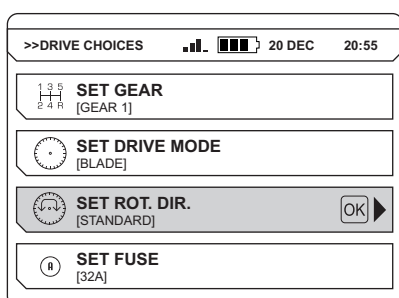 >>DRIVE CHOICES 20 DEC 20:55
1 3 5
2 4 R
SET GEAR
[GEAR 1]
SET DRIVE MODE
[BLADE]
SET ROT. DIR.
[STANDARD]
OK
A
SET FUSE
[32A]